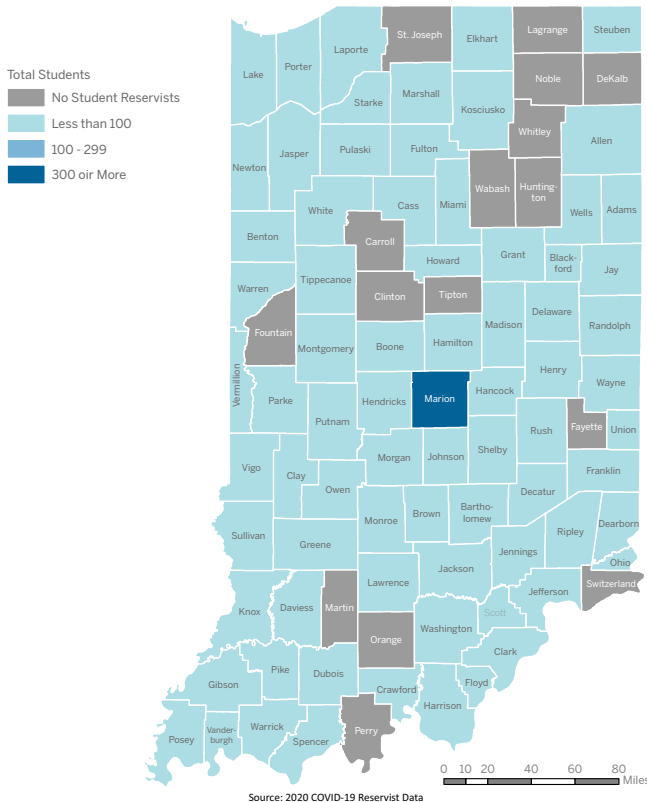 Total Students
No Student Reservists
Less than 100
100 - 299
300 oir More
St. Joseph
Elkhart
Lagrange
Steuben
Laporte
Porter
Lake
Noble
DeKalb
Starke
Marshall
Kosciusko
Whitley
Allen
Newton
Jasper
Pulaski
Fulton
Wabash
Hunting-
ton
White
Cass
Miami
Wells
Adams
Benton
Carroll
Howard
Grant
Black-
ford
Jay
Warren
Tippecanoe
Clinton
Tipton
Delaware
Fountain
Madison
Randolph
Montgomery
Boone
Hamilton
Vermillion
Parke
Hendricks
Marion
Hancock
Henry
Wayne
Putnam
Fayette
Union
Rush
Morgan
Johnson
Shelby
Vigo
Clay
Owen
Franklin
Decatur
Monroe
Brown
Bartho-
lomew
Sullivan
Greene
Jennings
Ripley
Dearborn
Ohio
Lawrence
Jackson
Jefferson
Switzerland
Knox
Daviess
Martin
Scott
Washington
Orange
Clark
Gibson
Pike
Dubois
Crawford
Floyd
Harrison
Posey
Vander-
burgh
Warrick
Spencer
Perry
0 10 20 40 60 80
Miles
Source: 2020 COVID-19 Reservist Data